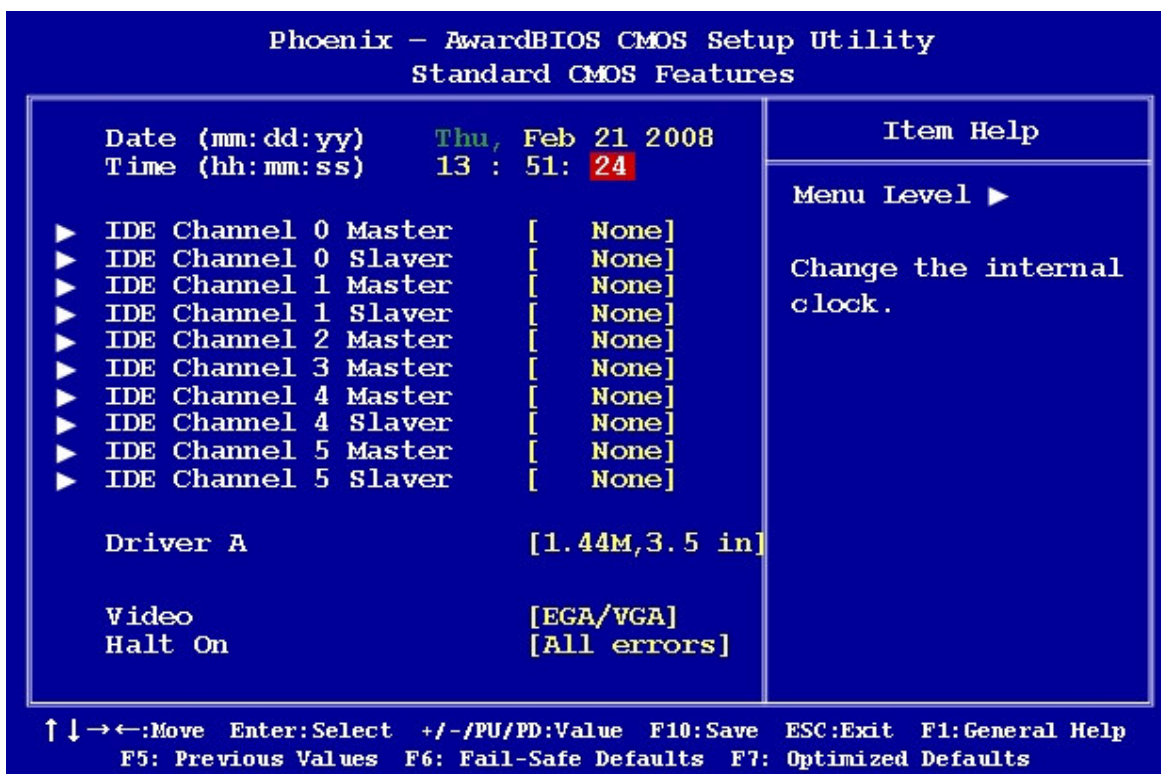 Phoenix – AwardBIOS CMOS Setup Utility
Standard CMOS Features
Date (mm:dd:yy) Thu, Feb 21 2008
Time (hh:mm:ss) 13 : 51: 24
► IDE Channel 0 Master [ None]
► IDE Channel 0 Slaver [ None]
► IDE Channel 1 Master [ None]
► IDE Channel 1 Slaver [ None]
► IDE Channel 2 Master [ None]
► IDE Channel 3 Master [ None]
► IDE Channel 4 Master [ None]
► IDE Channel 4 Slaver [ None]
► IDE Channel 5 Master [ None]
► IDE Channel 5 Slaver [ None]
Driver A [1.44M,3.5 in]
Video [EGA/VGA]
Halt On [All errors]
Item Help
Menu Level ►
Change the internal
clock.
↑↓→←:Move Enter:Select +/-/PU/PD:Value F10:Save ESC:Exit F1:General Help
F5: Previous Values F6: Fail-Safe Defaults F7: Optimized Defaults